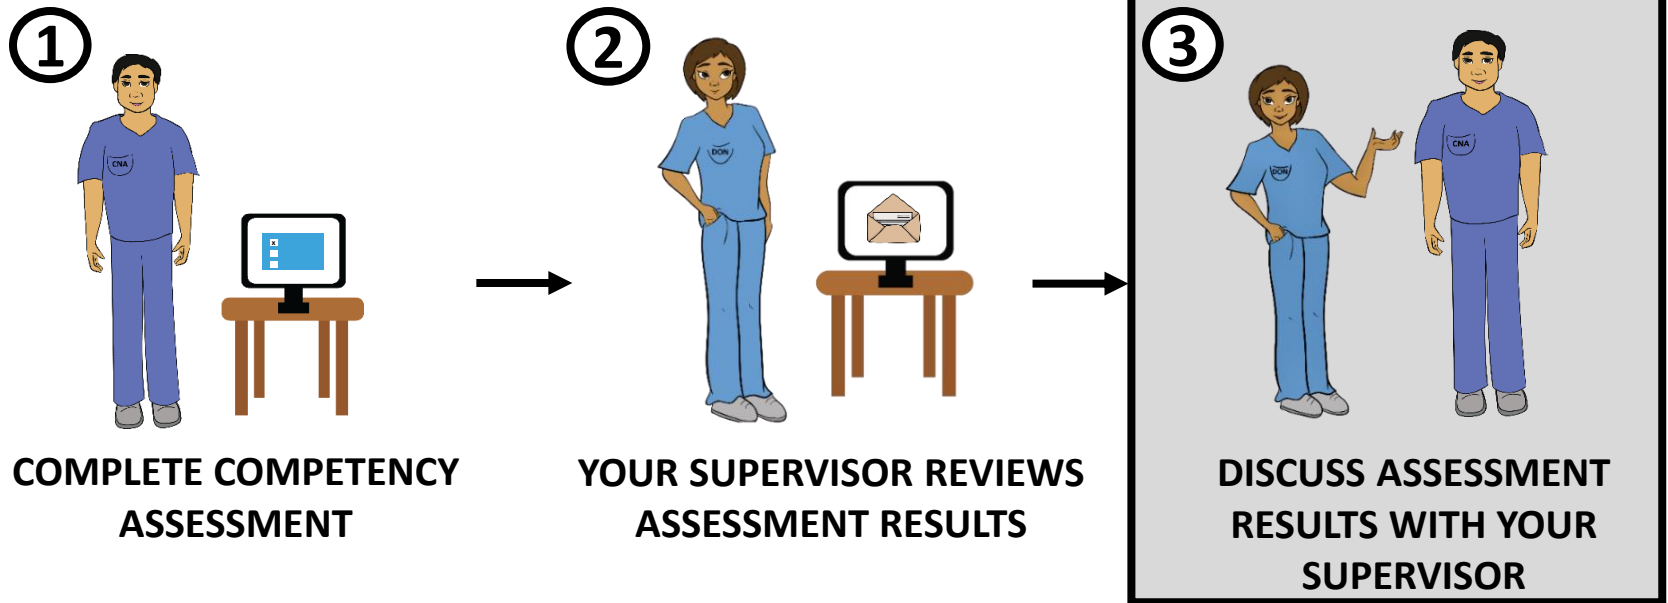 1
CNA
x
COMPLETE COMPETENCY
ASSESSMENT
2
DON
YOUR SUPERVISOR REVIEWS
ASSESSMENT RESULTS
3
DON
CNA
DISCUSS ASSESSMENT
RESULTS WITH YOUR
SUPERVISOR